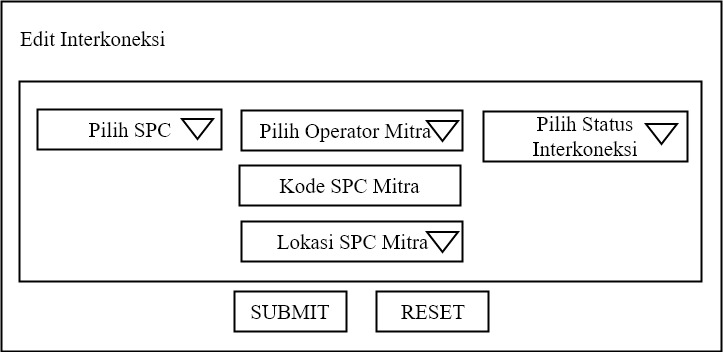 Edit Interkoneksi
Pilih SPC
Pilih Operator Mitra
Pilih Status
Interkoneksi
Kode SPC Mitra
Lokasi SPC Mitra
SUBMIT
RESET